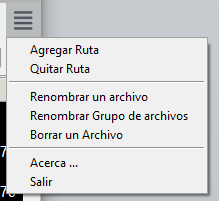 Agregar Ruta
Quitar Ruta
Renombrar un archivo
Renombrar Grupo de archivos
Borrar un Archivo
Acerca ...
Salir